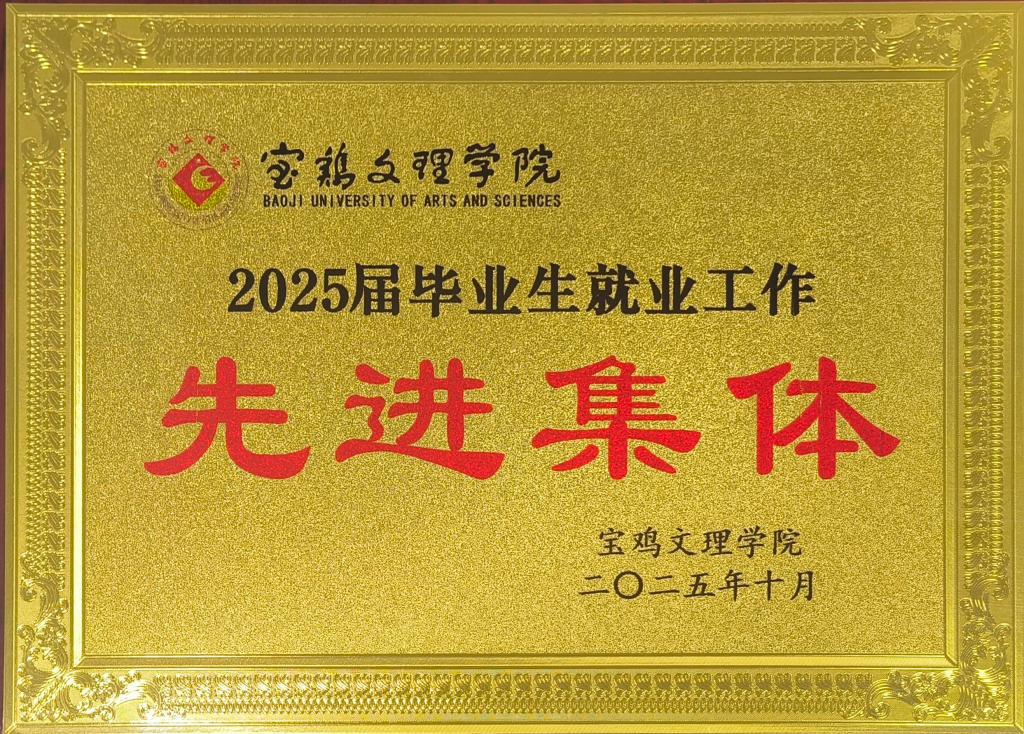 宝鸡文理学院
BAOJI UNIVERSITY OF ARTS AND SCIENCES
2025届毕业生就业工作
先进集体
宝鸡文理学院
二〇二五年十月